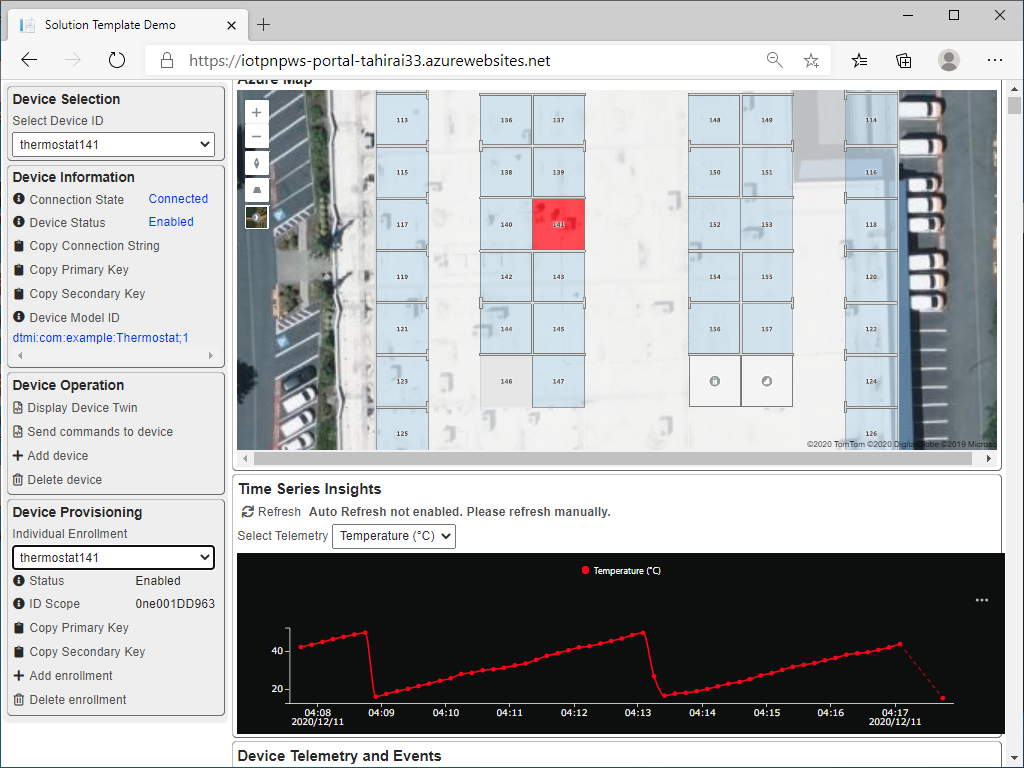 Solution Template Demo
https://iotpnpws-portal-tahirai33.azurewebsites.net
Device Selection
Select Device ID
thermostat141
Device Information
Connection State Connected
Device Status Enabled
Copy Connection String
Copy Primary Key
Copy Secondary Key
Device Model ID
dtmi:com:example:Thermostat;1
Device Operation
Display Device Twin
Send commands to device
Add device
Delete device
Device Provisioning
Individual Enrollment
thermostat141
Status Enabled
ID Scope 0ne001DD963
Copy Primary Key
Copy Secondary Key
Add enrollment
Delete enrollment
Azure Map
113 136 137 148 149 114
115 138 139 150 151 116
117 140 141 152 153 118
119 142 143 154 155 120
121 144 145 156 157 122
123 146 147 124
125 126
©2020 TomTom ©2020 DigitalGlobe ©2019 Microso
Time Series Insights
Refresh Auto Refresh not enabled. Please refresh manually.
Select Telemetry Temperature (°C)
Temperature (°C)
40
20
04:08 04:09 04:10 04:11 04:12 04:13 04:14 04:15 04:16 04:17
2020/12/11 2020/12/11
Device Telemetry and Events